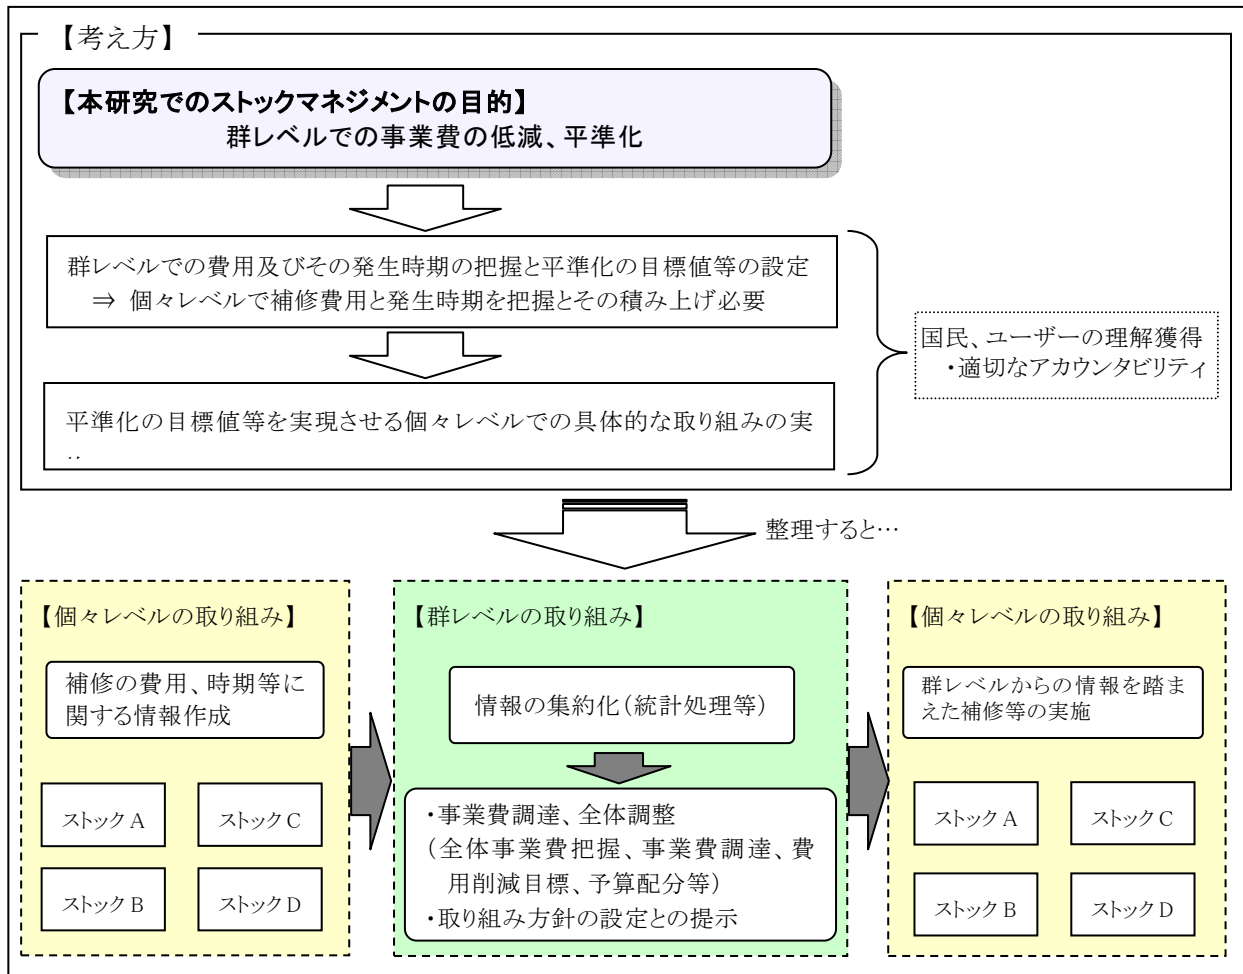 【考え方】
【本研究でのストックマネジメントの目的】
群レベルでの事業費の低減、平準化
群レベルでの費用及びその発生時期の把握と平準化の目標値等の設定
⇒ 個々レベルで補修費用と発生時期を把握とその積み上げ必要
平準化の目標値等を実現させる個々レベルでの具体的な取り組みの実
国民、ユーザーの理解獲得
・適切なアカウンタビリティ
整理すると…
【個々レベルの取り組み】
補修の費用、時期等に
関する情報作成
ストックA
ストックC
ストックB
ストックD
【群レベルの取り組み】
情報の集約化（統計処理等）
・事業費調達、全体調整
（全体事業費把握、事業費調達、費
用削減目標、予算配分等）
・取り組み方針の設定との提示
【個々レベルの取り組み】
群レベルからの情報を踏ま
えた補修等の実施
ストックA
ストックC
ストックB
ストックD